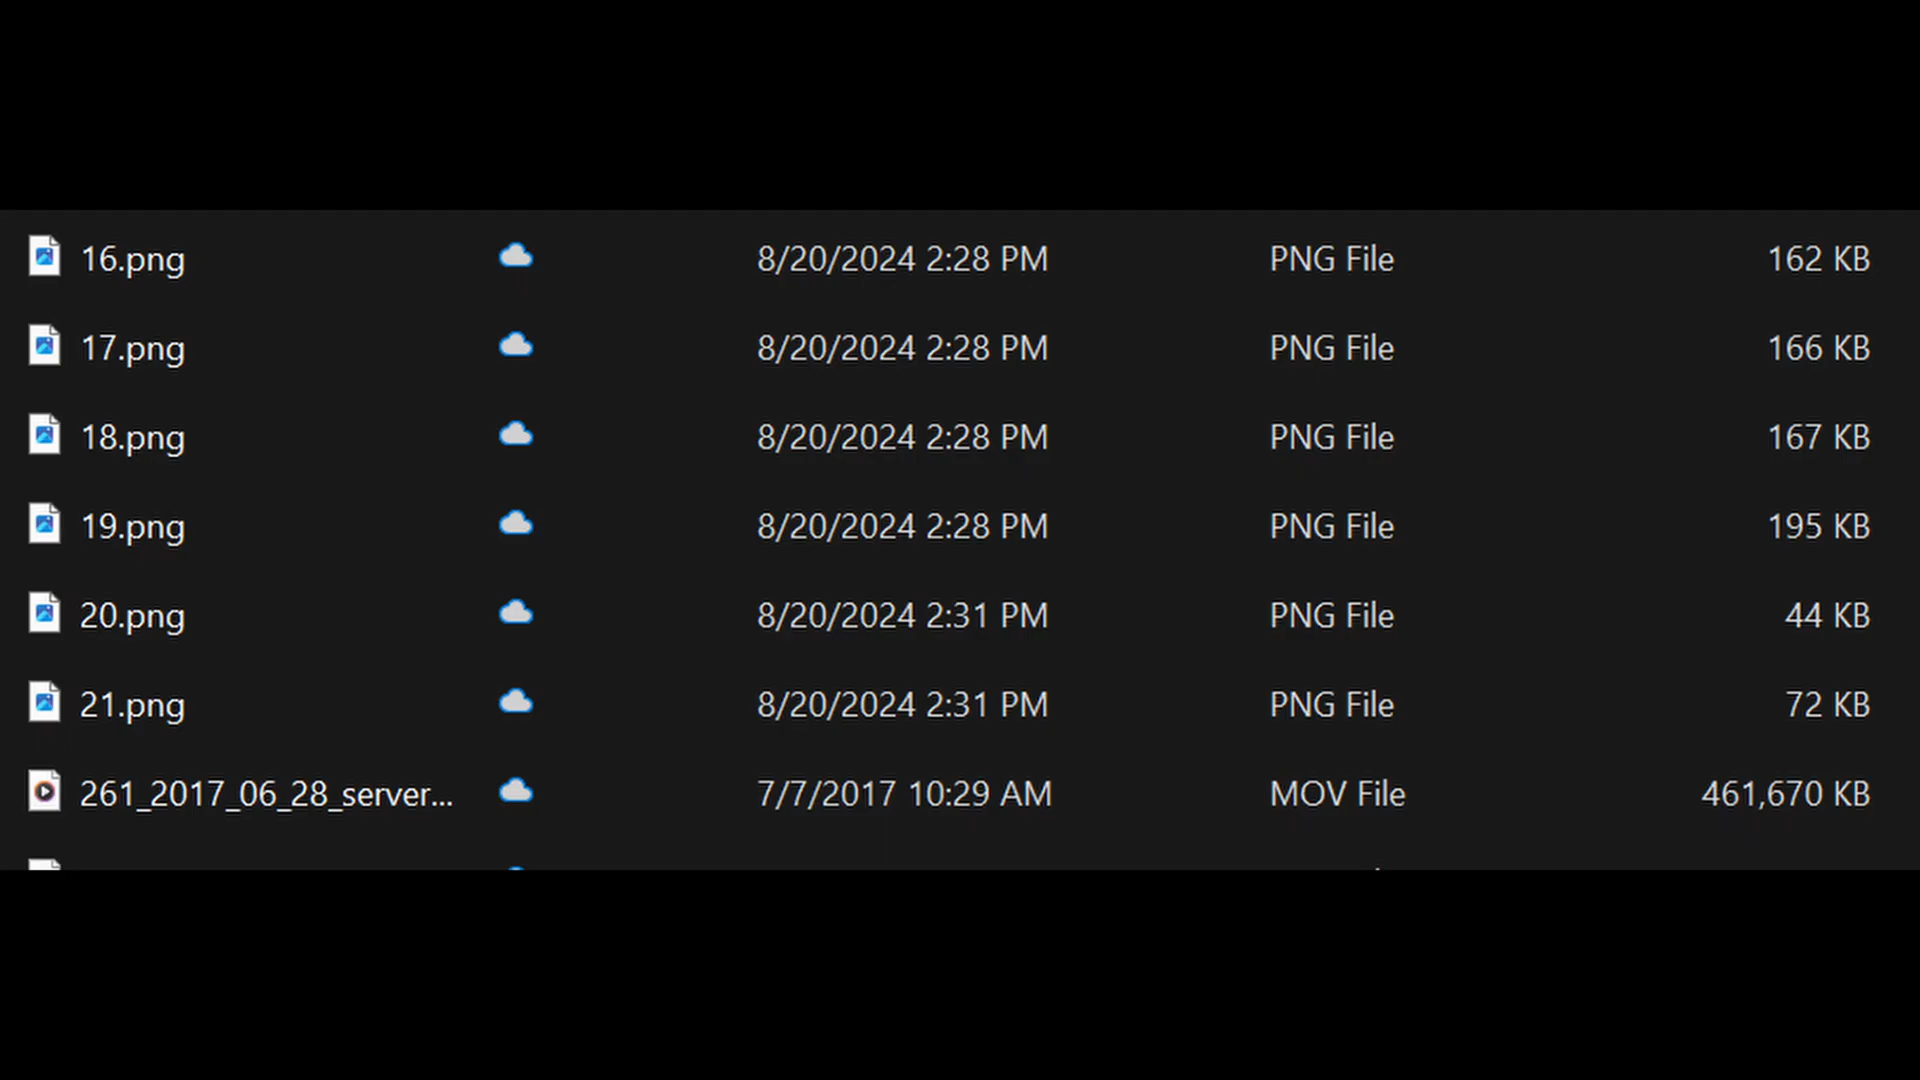 16.png 8/20/2024 2:28 PM PNG File 162 KB
17.png 8/20/2024 2:28 PM PNG File 166 KB
18.png 8/20/2024 2:28 PM PNG File 167 KB
19.png 8/20/2024 2:28 PM PNG File 195 KB
20.png 8/20/2024 2:31 PM PNG File 44 KB
21.png 8/20/2024 2:31 PM PNG File 72 KB
261_2017_06_28_server... 7/7/2017 10:29 AM MOV File 461,670 KB